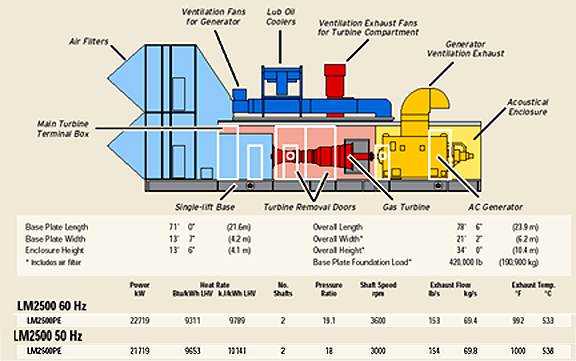 Ventilation Fans
for Generator
Lub Oil
Coolers
Ventilation Exhaust Fans
for Turbine Compartment
Generator
Ventilation Exhaust
Air Filters
Acoustical
Enclosure
Main Turbine
Terminal Box
Single-lift Base
Turbine Removal Doors
Gas Turbine
AC Generator
Base Plate Length 71' 0" (21.6m)
Base Plate Width 13' 7" (4.2 m)
Enclosure Height 13' 6" (4.1 m)
* Includes air filter
Overall Length 78' 6" (23.9 m)
Overall Width* 21' 2" (6.2 m)
Overall Height* 34' 0" (10.4 m)
Base Plate Foundation Load* 420,000 lb (190,900 kg)
Power Heat Rate No. Pressure Shaft Speed Exhaust Flow Exhaust Temp.
kW Btu/kWh LHV kJ/kWh LHV Shafts Ratio rpm lb/s kg/s °F °C
LM2500 60 Hz
LM2500PE 22719 9311 9789 2 19.1 3600 153 69.4 992 533
LM2500 50 Hz
LM2500PE 21719 9653 10141 2 18 3000 154 69.8 1000 538